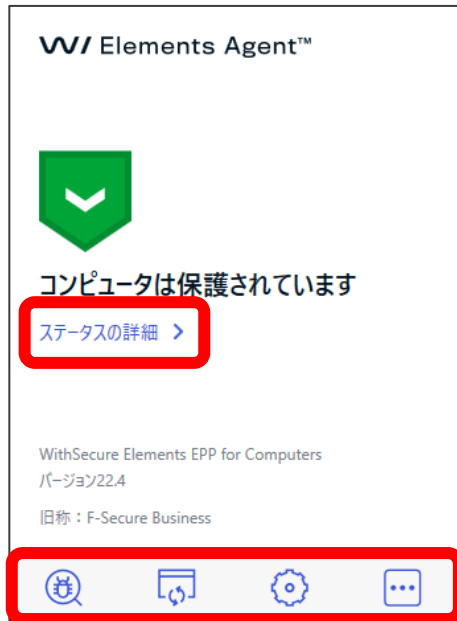 W/ Elements Agent™
コンピュータは保護されています
ステータスの詳細 >
WithSecure Elements EPP for Computers
バージョン22.4
旧称：F-Secure Business